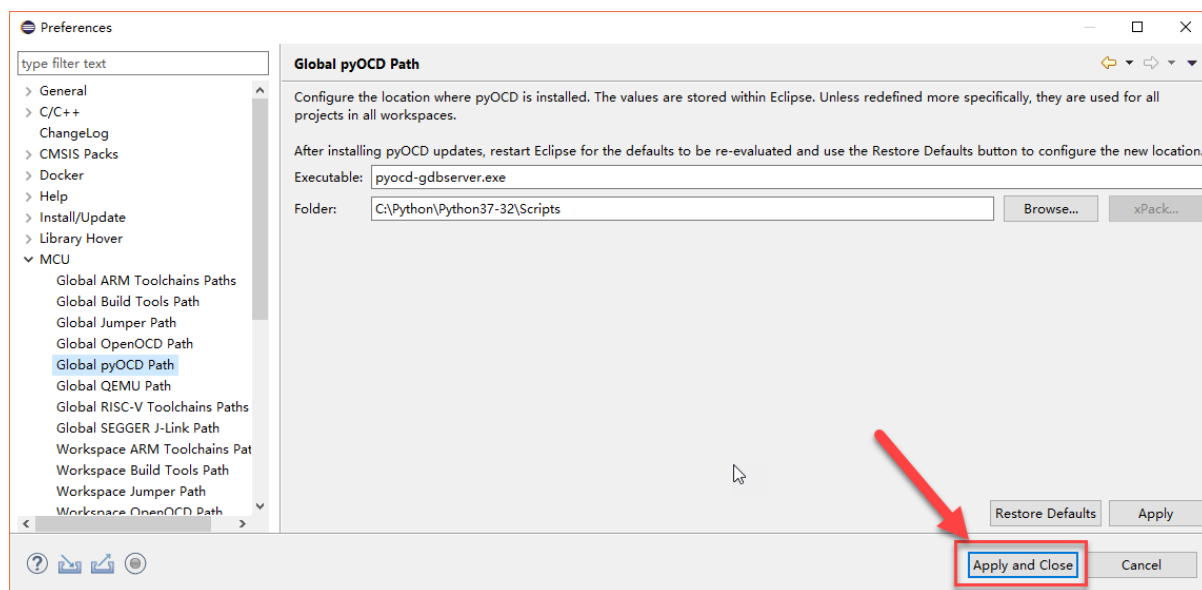 Preferences
type filter text
General
C/C++
ChangeLog
CMSIS Packs
Docker
Help
Install/Update
Library Hover
MCU
Global ARM Toolchains Paths
Global Build Tools Path
Global Jumper Path
Global OpenOCD Path
Global pyOCD Path
Global QEMU Path
Global RISC-V Toolchains Paths
Global SEGGER J-Link Path
Workspace ARM Toolchains Pat
Workspace Build Tools Path
Workspace Jumper Path
Workspace OpenOCD Path
Global pyOCD Path
Configure the location where pyOCD is installed. The values are stored within Eclipse. Unless redefined more specifically, they are used for all
projects in all workspaces.
After installing pyOCD updates, restart Eclipse for the defaults to be re-evaluated and use the Restore Defaults button to configure the new location.
Executable: pyocd-gdbserver.exe
Folder: C:\Python\Python37-32\Scripts Browse... xPack...
Restore Defaults Apply
Apply and Close Cancel